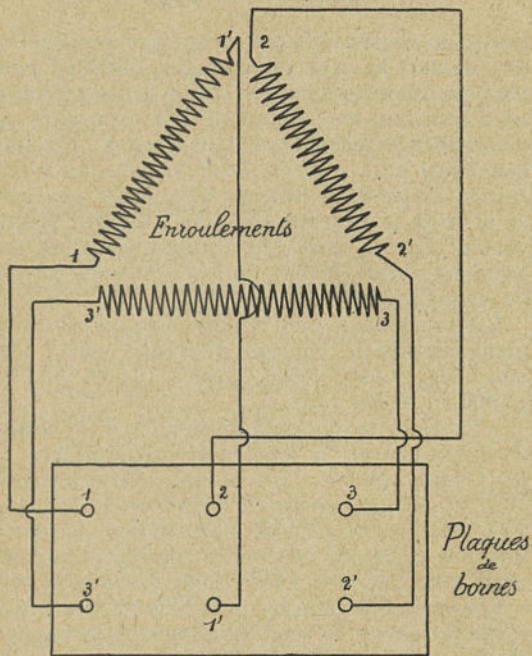 1' 2
Enroulements
1 2'
3' 3
1 2 3
3' 1' 2'
Plaques
de
bornes